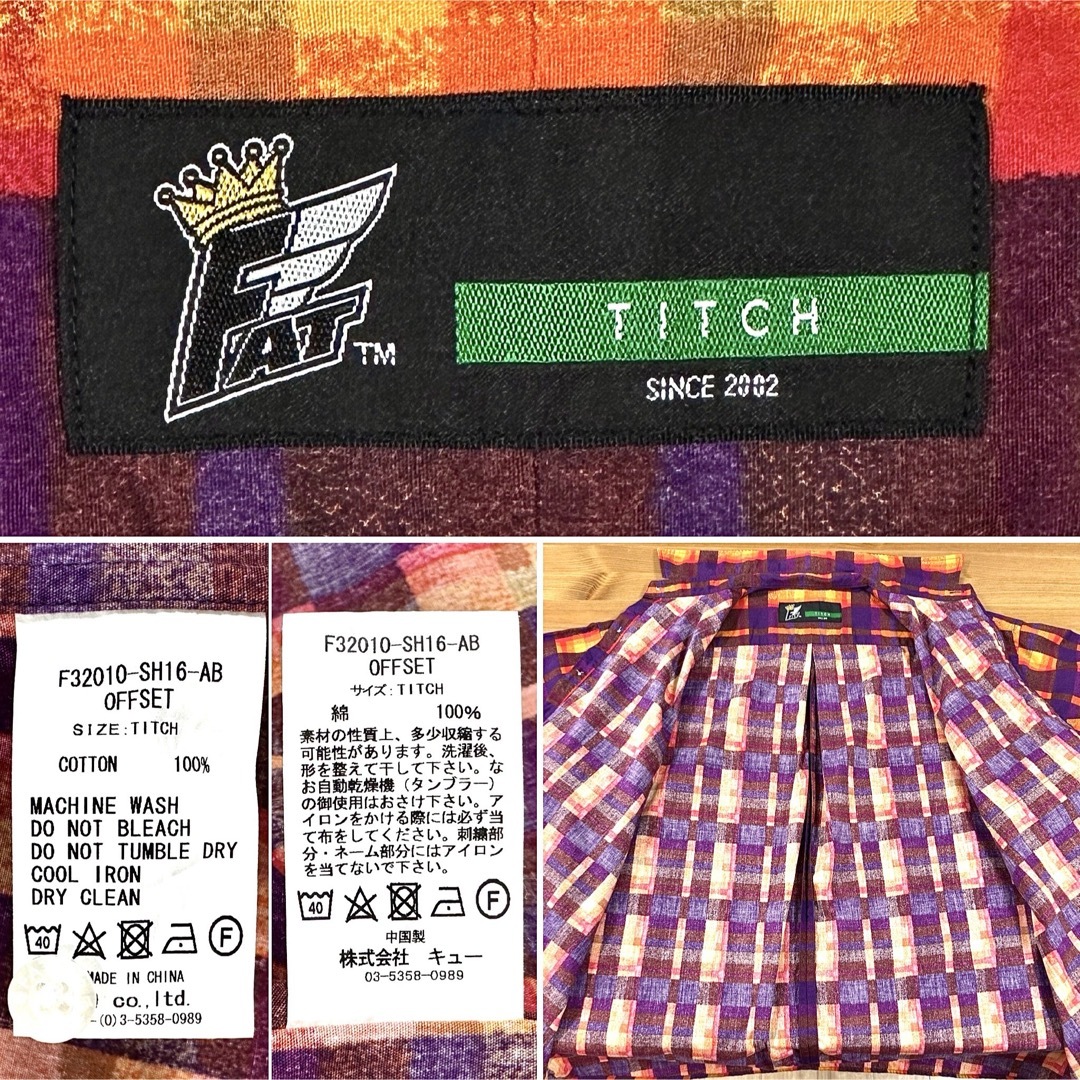 FAT
TM
TITCH
SINCE 2002
F32010-SH16-AB
OFFSET
SIZE:TITCH
COTTON 100%
MACHINE WASH
DO NOT BLEACH
DO NOT TUMBLE DRY
COOL IRON
DRY CLEAN
40
F
MADE IN CHINA
co.,ltd.
-(0)3-5358-0989
F32010-SH16-AB
OFFSET
サイズ:TITCH
綿 100%
素材の性質上、多少収縮する
可能性があります。洗濯後、
形を整えて干して下さい。な
お自動乾燥機（タンブラー）
の御使用はおさけ下さい。ア
イロンをかける際には必ず当
て布をしてください。刺繍部
分・ネーム部分にはアイロン
を当てないで下さい。
40
F
中国製
株式会社 キュー
03-5358-0989
TITCH